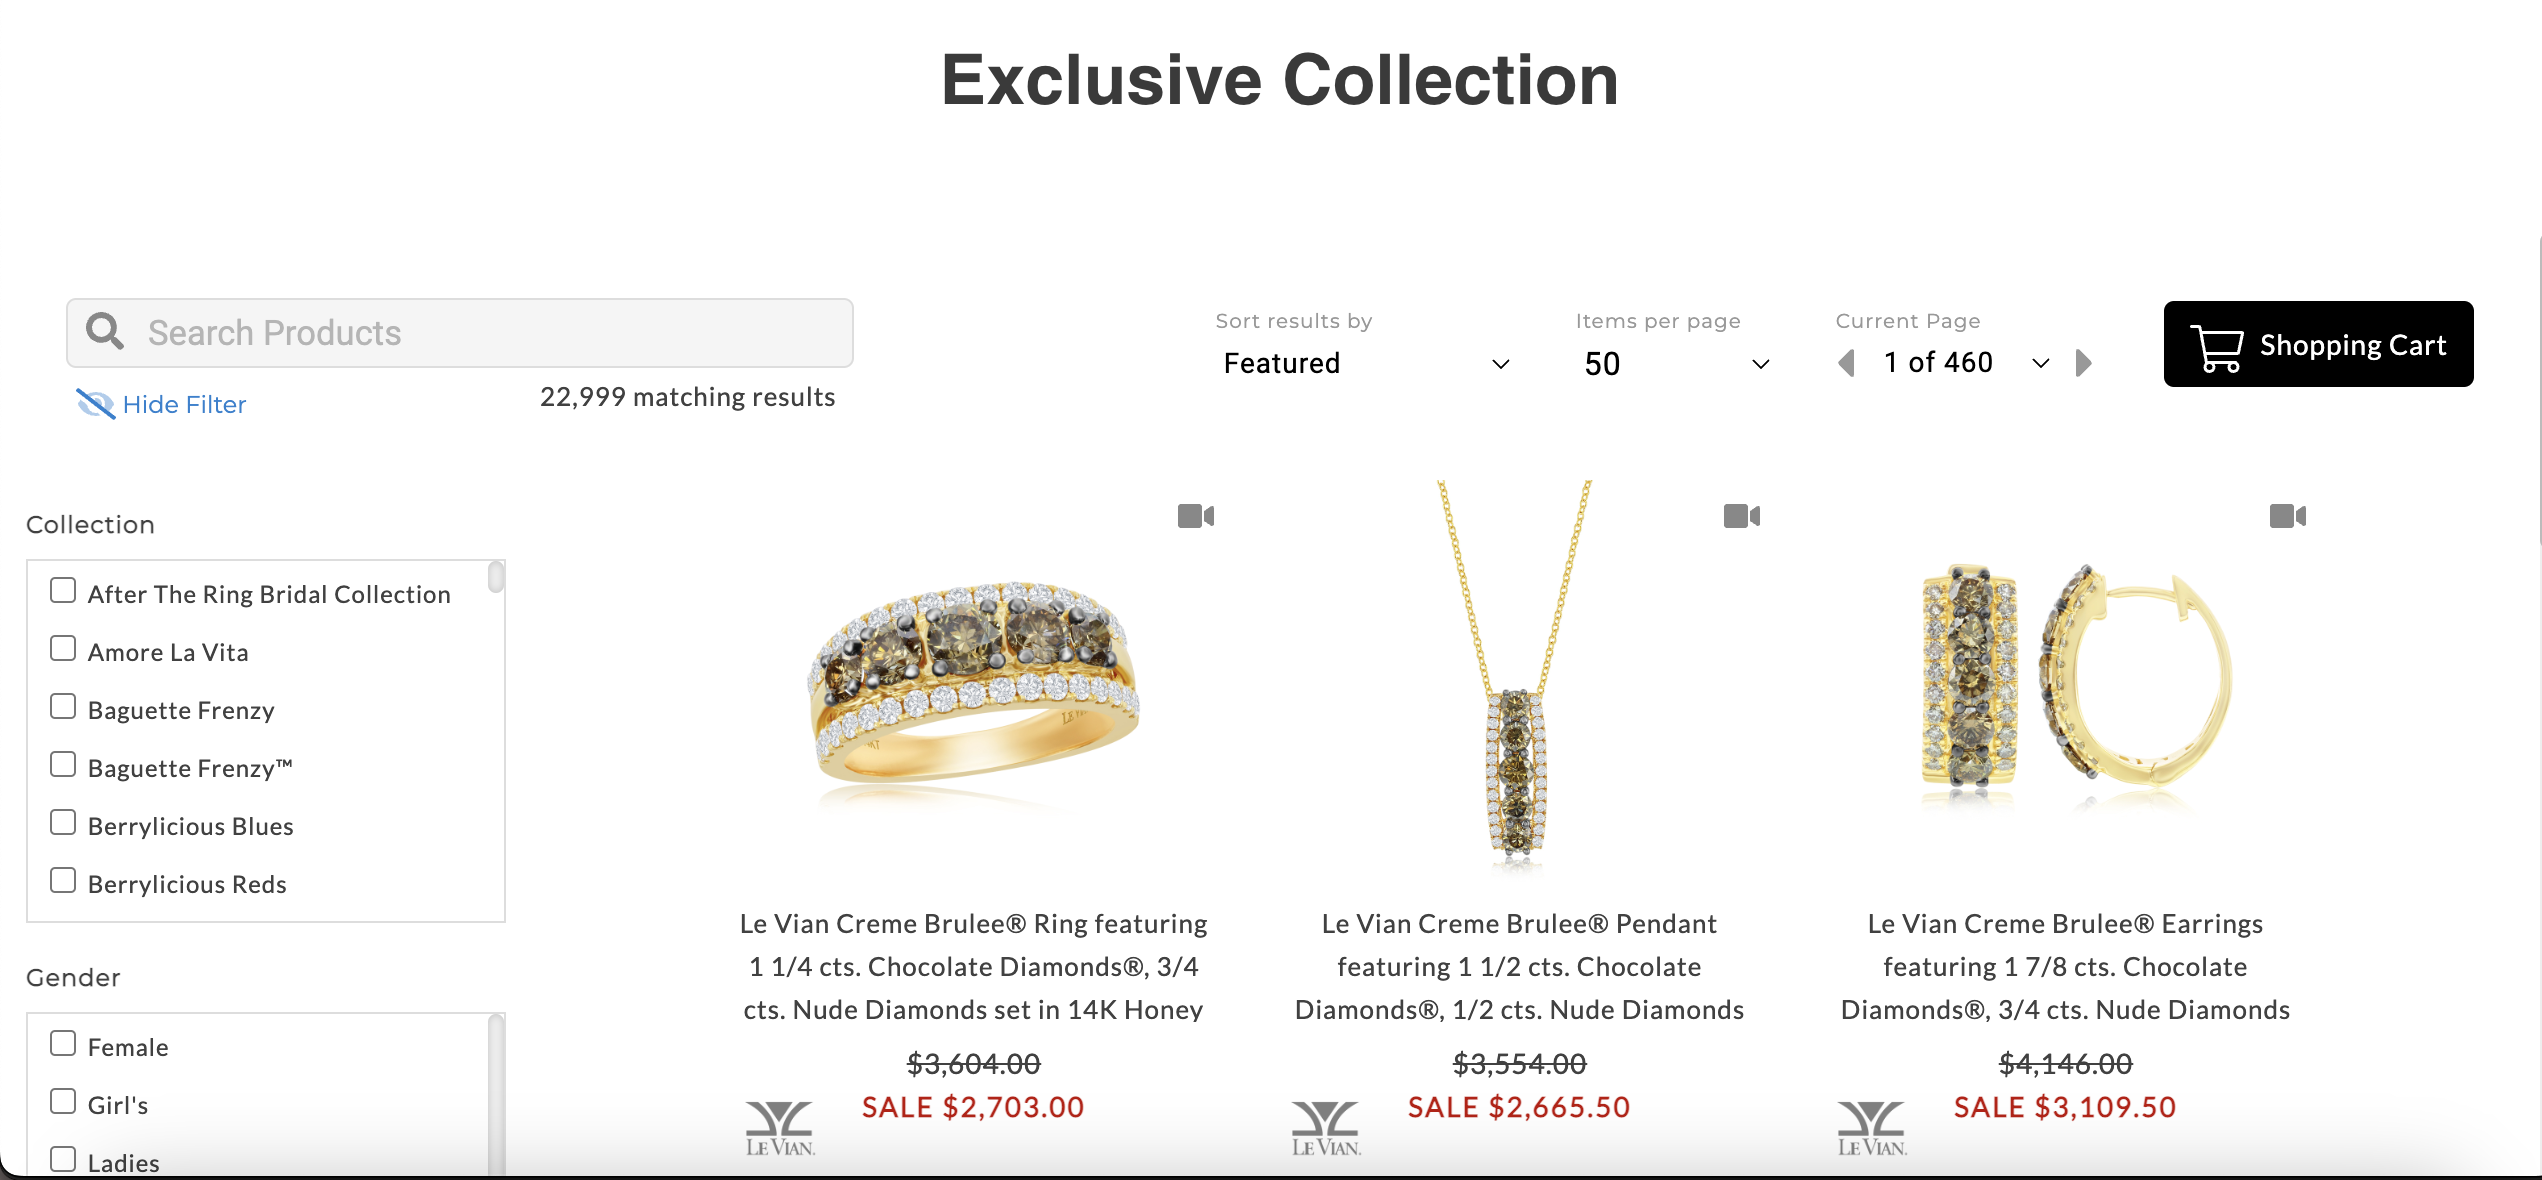 Exclusive Collection
Search Products
Hide Filter
22,999 matching results
Sort results by
Featured
Items per page
50
Current Page
1 of 460
Shopping Cart
Collection
After The Ring Bridal Collection
Amore La Vita
Baguette Frenzy
Baguette Frenzy™
Berrylicious Blues
Berrylicious Reds
Gender
Female
Girl's
Ladies
Le Vian Creme Brulee® Ring featuring
1 1/4 cts. Chocolate Diamonds®, 3/4
cts. Nude Diamonds set in 14K Honey
$3,604.00
SALE $2,703.00
LE VIAN.
Le Vian Creme Brulee® Pendant
featuring 1 1/2 cts. Chocolate
Diamonds®, 1/2 cts. Nude Diamonds
$3,554.00
SALE $2,665.50
LE VIAN.
Le Vian Creme Brulee® Earrings
featuring 1 7/8 cts. Chocolate
Diamonds®, 3/4 cts. Nude Diamonds
$4,146.00
SALE $3,109.50
LE VIAN.